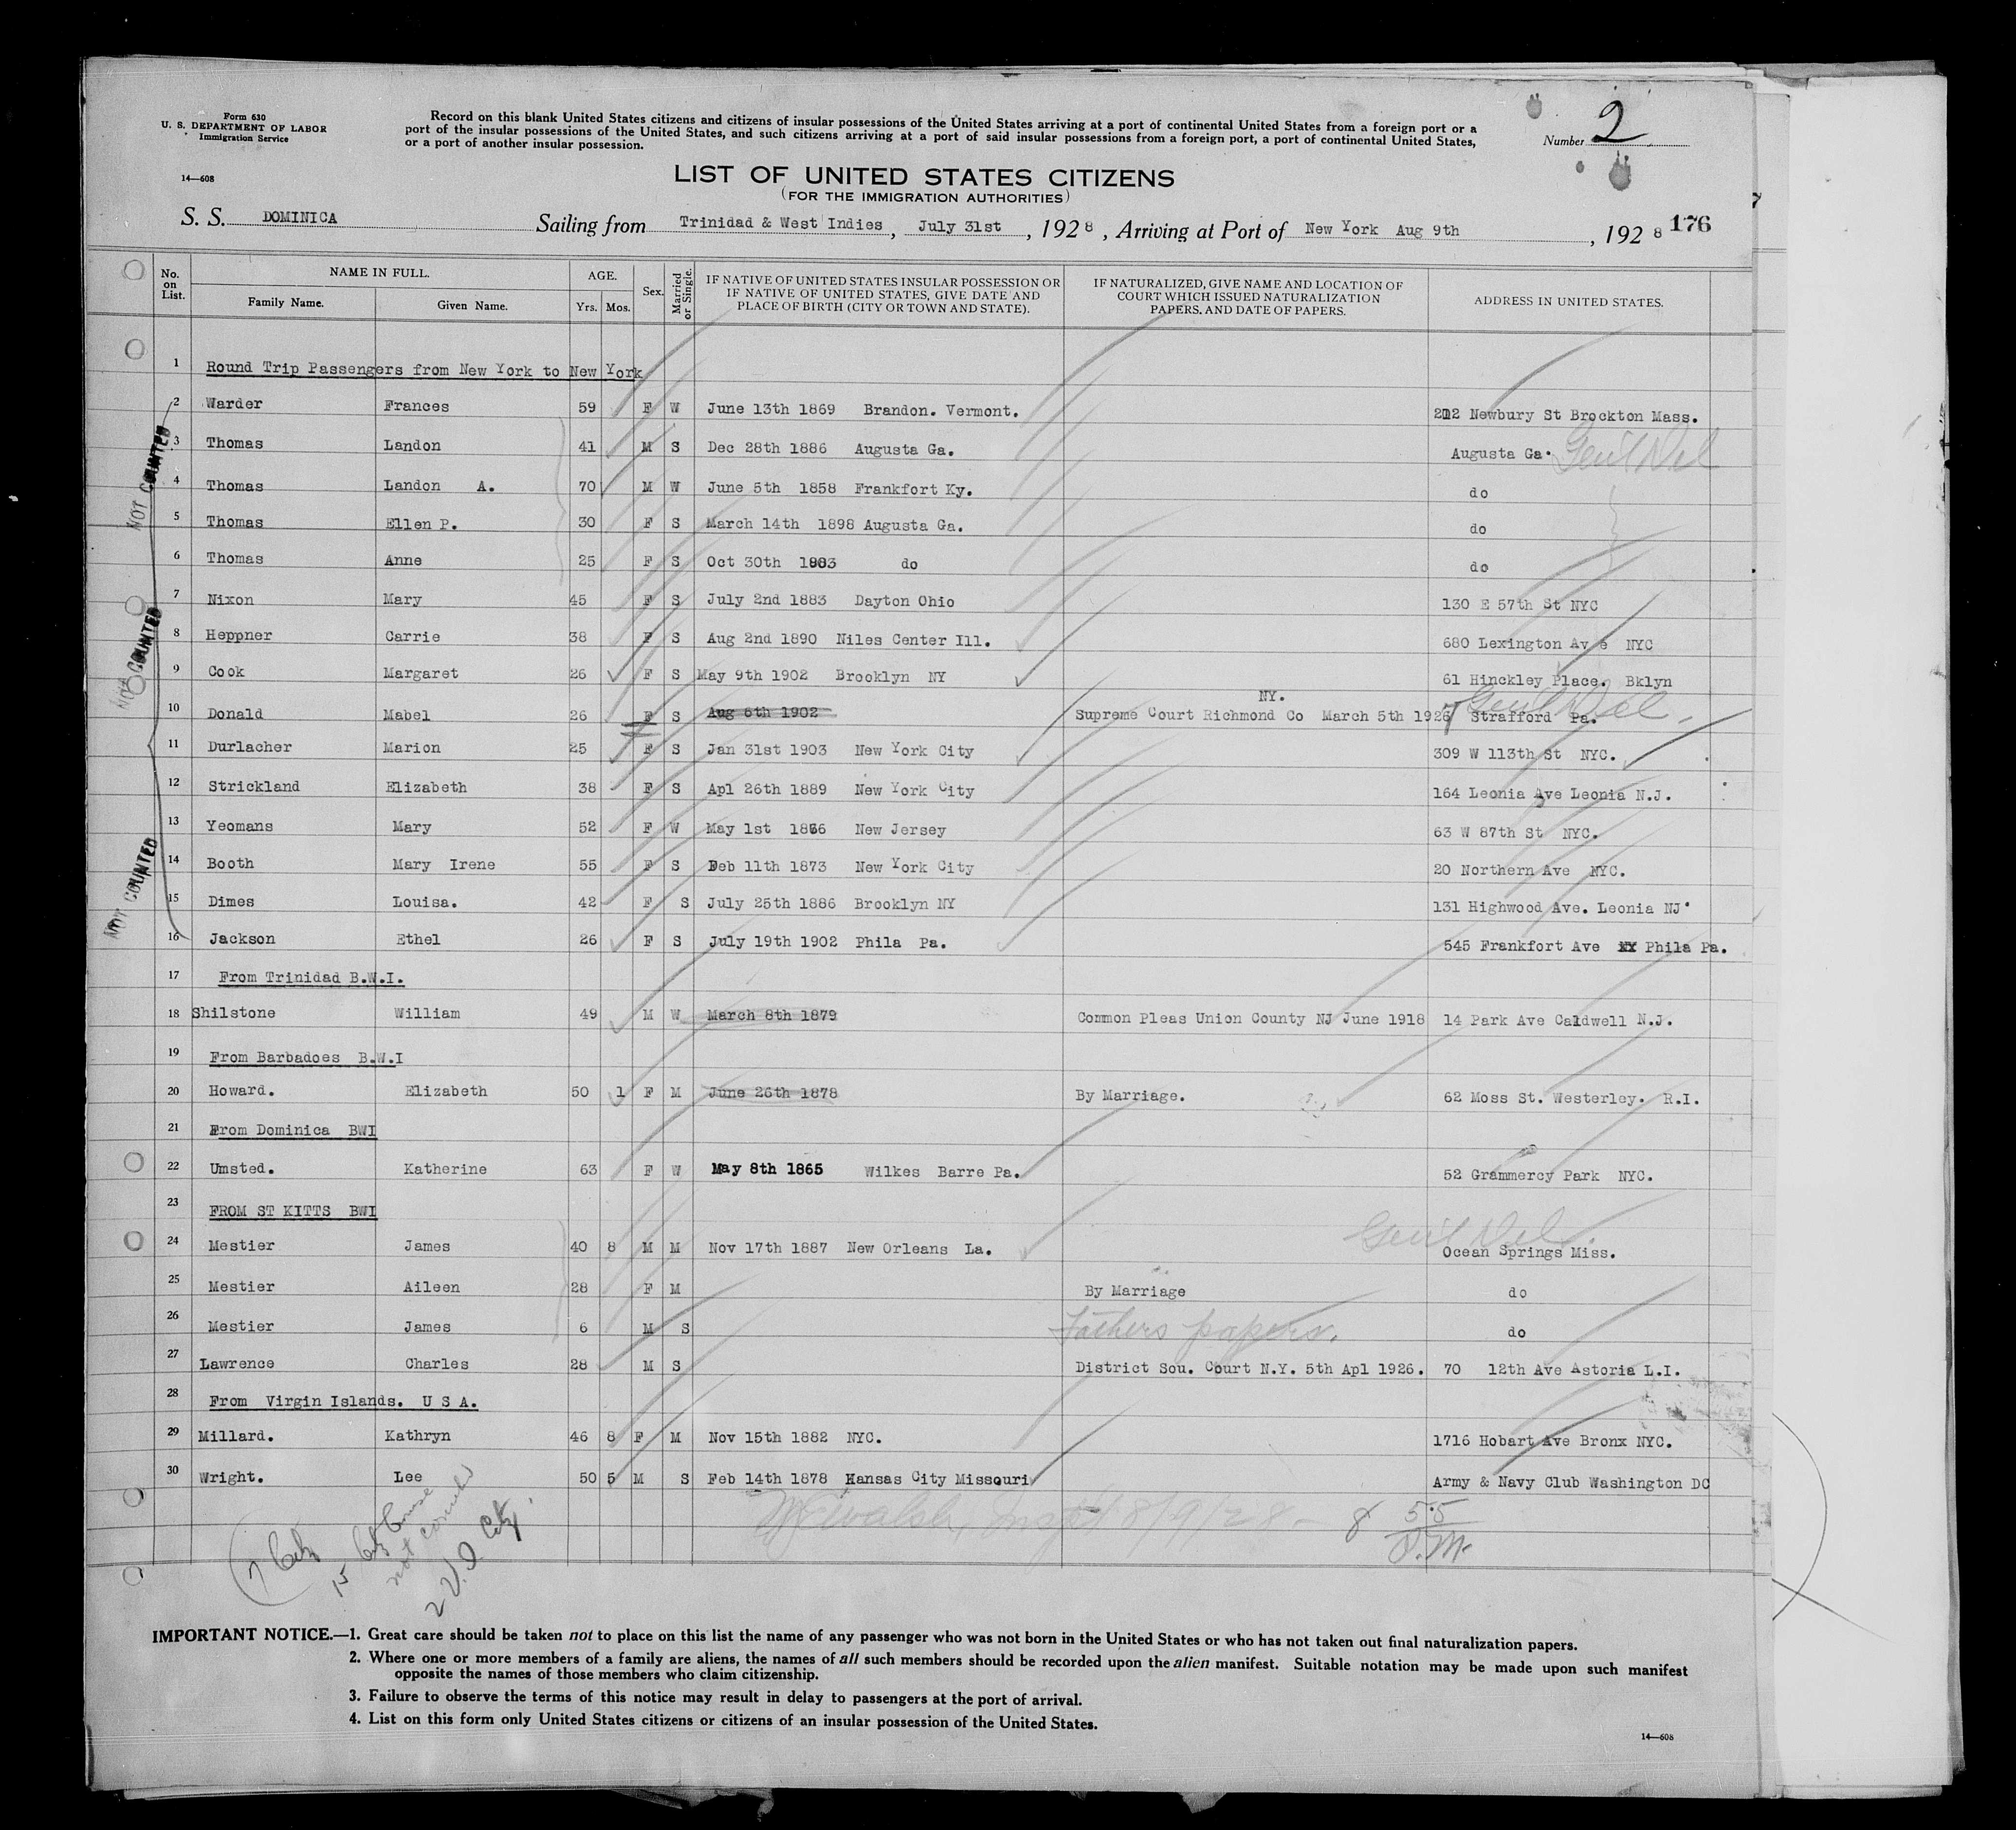 Form 630
U. S. DEPARTMENT OF LABOR
Immigration Service
14—608
Record on this blank United States citizens and citizens of insular possessions of the United States arriving at a port of continental United States from a foreign port or a
port of the insular possessions of the United States, and such citizens arriving at a port of said insular possessions from a foreign port, a port of continental United States,
or a port of another insular possession.
Number 2
LIST OF UNITED STATES CITIZENS
(FOR THE IMMIGRATION AUTHORITIES)
S. S. DOMINICA Sailing from Trinidad & West Indies, July 31st, 1928, Arriving at Port of New York Aug 9th, 1928 176
No. on List. NAME IN FULL. Family Name. Given Name. AGE. Yrs. Mos. Sex. Married or Single. IF NATIVE OF UNITED STATES INSULAR POSSESSION OR IF NATIVE OF UNITED STATES, GIVE DATE AND PLACE OF BIRTH (CITY OR TOWN AND STATE). IF NATURALIZED, GIVE NAME AND LOCATION OF COURT WHICH ISSUED NATURALIZATION PAPERS, AND DATE OF PAPERS. ADDRESS IN UNITED STATES.
1 Round Trip Passengers from New York to New York
2 Warder Frances 59 F W June 13th 1869 Brandon. Vermont. 212 Newbury St Brockton Mass.
3 Thomas Landon 41 M S Dec 28th 1886 Augusta Ga. Augusta Ga. Gen'l Del
4 Thomas Landon A. 70 M W June 5th 1858 Frankfort Ky. do
5 Thomas Ellen P. 30 F S March 14th 1898 Augusta Ga. do
6 Thomas Anne 25 F S Oct 30th 1903 do do
7 Nixon Mary 45 F S July 2nd 1883 Dayton Ohio 130 E 57th St NYC
8 Heppner Carrie 38 F S Aug 2nd 1890 Niles Center Ill. 680 Lexington Av e NYC
9 Cook Margaret 26 F S May 9th 1902 Brooklyn NY 61 Hinckley Place. Bklyn
10 Donald Mabel 26 F S Aug 6th 1902 Supreme Court Richmond Co NY. March 5th 1926 Strafford Pa. Gen'l Del.
11 Durlacher Marion 25 F S Jan 31st 1903 New York City 309 W 113th St NYC.
12 Strickland Elizabeth 38 F S Apl 26th 1889 New York City 164 Leonia Ave Leonia N.J.
13 Yeomans Mary 52 F W May 1st 1876 New Jersey 63 W 87th St NYC.
14 Booth Mary Irene 55 F S Feb 11th 1873 New York City 20 Northern Ave NYC.
15 Dimes Louisa. 42 F S July 25th 1886 Brooklyn NY 131 Highwood Ave. Leonia NJ.
16 Jackson Ethel 26 F S July 19th 1902 Phila Pa. 545 Frankfort Ave NY Phila Pa.
17 From Trinidad B.W.I.
18 Shilstone William 49 M W March 8th 1879 Common Pleas Union County NJ June 1918 14 Park Ave Caldwell N.J.
19 From Barbadoes B.W.I
20 Howard. Elizabeth 50 1 F M June 26th 1878 By Marriage. 62 Moss St. Westerley. R.I.
21 From Dominica BWI
22 Umsted. Katherine 63 F W May 8th 1865 Wilkes Barre Pa. 52 Grammercy Park NYC.
23 FROM ST KITTS BWI
24 Mestier James 40 8 M M Nov 17th 1887 New Orleans La. Gen'l Del. Ocean Springs Miss.
25 Mestier Aileen 28 F M By Marriage do
26 Mestier James 6 M S Fathers papers. do
27 Lawrence Charles 28 M S District Sou. Court N.Y. 5th Apl 1926. 70 12th Ave Astoria L.I.
28 From Virgin Islands. U S A.
29 Millard. Kathryn 46 8 F M Nov 15th 1882 NYC. 1716 Hobart Ave Bronx NYC.
30 Wright. Lee 50 5 M S Feb 14th 1878 Kansas City Missouri Army & Navy Club Washington DC
NOT COUNTED
NOT COUNTED
NOT COUNTED
Walsh, Insp't 8/9/28 - 8 55
P.M.
7 Citz
15 Citz Cruise
not counted
2 V.I. Citz.
IMPORTANT NOTICE.—1. Great care should be taken not to place on this list the name of any passenger who was not born in the United States or who has not taken out final naturalization papers.
2. Where one or more members of a family are aliens, the names of all such members should be recorded upon the alien manifest. Suitable notation may be made upon such manifest
opposite the names of those members who claim citizenship.
3. Failure to observe the terms of this notice may result in delay to passengers at the port of arrival.
4. List on this form only United States citizens or citizens of an insular possession of the United States.
14—608